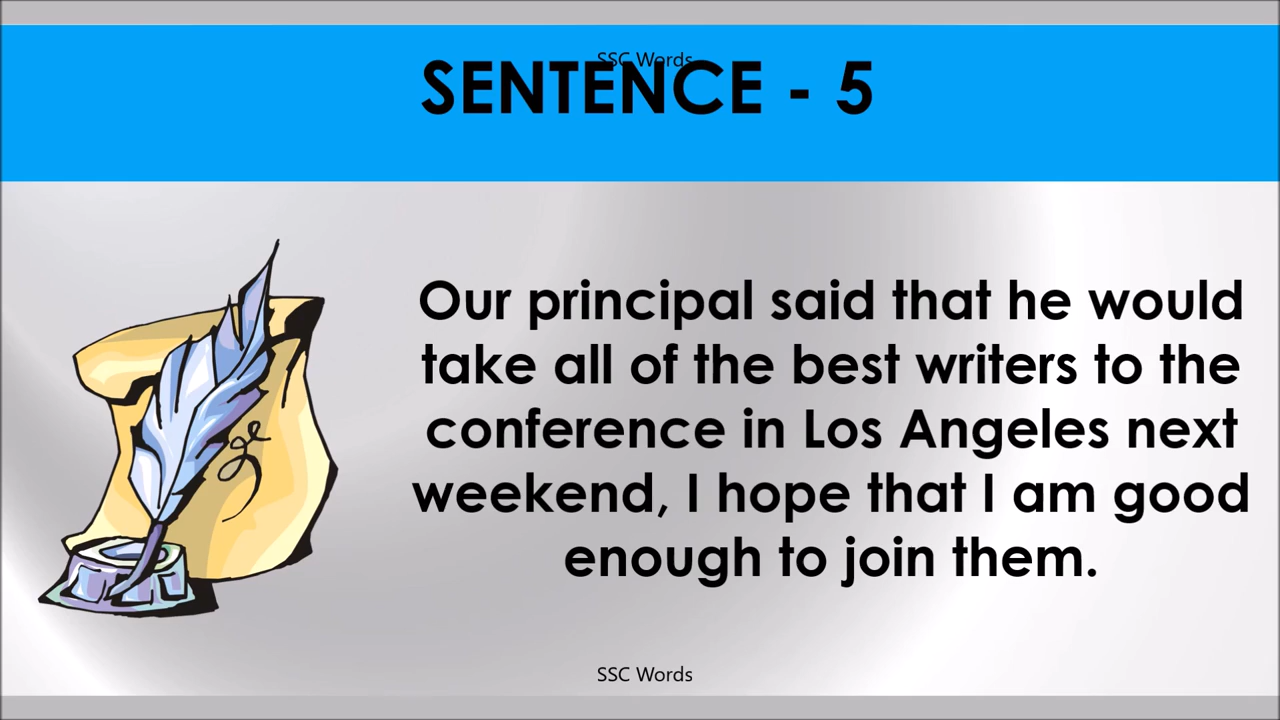 SSC Words
SENTENCE - 5
Our principal said that he would
take all of the best writers to the
conference in Los Angeles next
weekend, I hope that I am good
enough to join them.
SSC Words